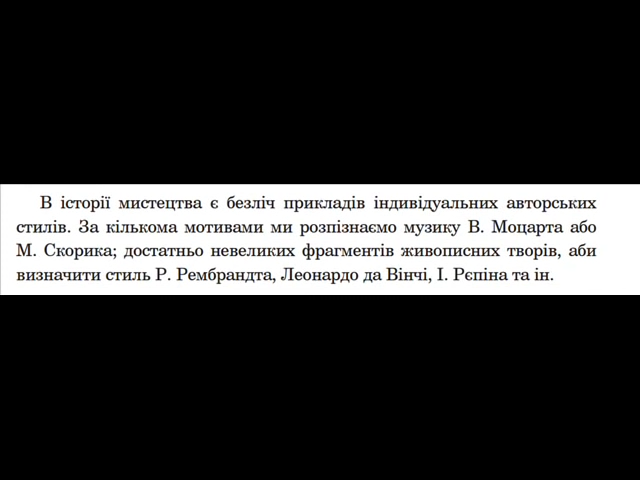 В історії мистецтва є безліч прикладів індивідуальних авторських
стилів. За кількома мотивами ми розпізнаємо музику В. Моцарта або
М. Скорика; достатньо невеликих фрагментів живописних творів, аби
визначити стиль Р. Рембрандта, Леонардо да Вінчі, І. Рєпіна та ін.